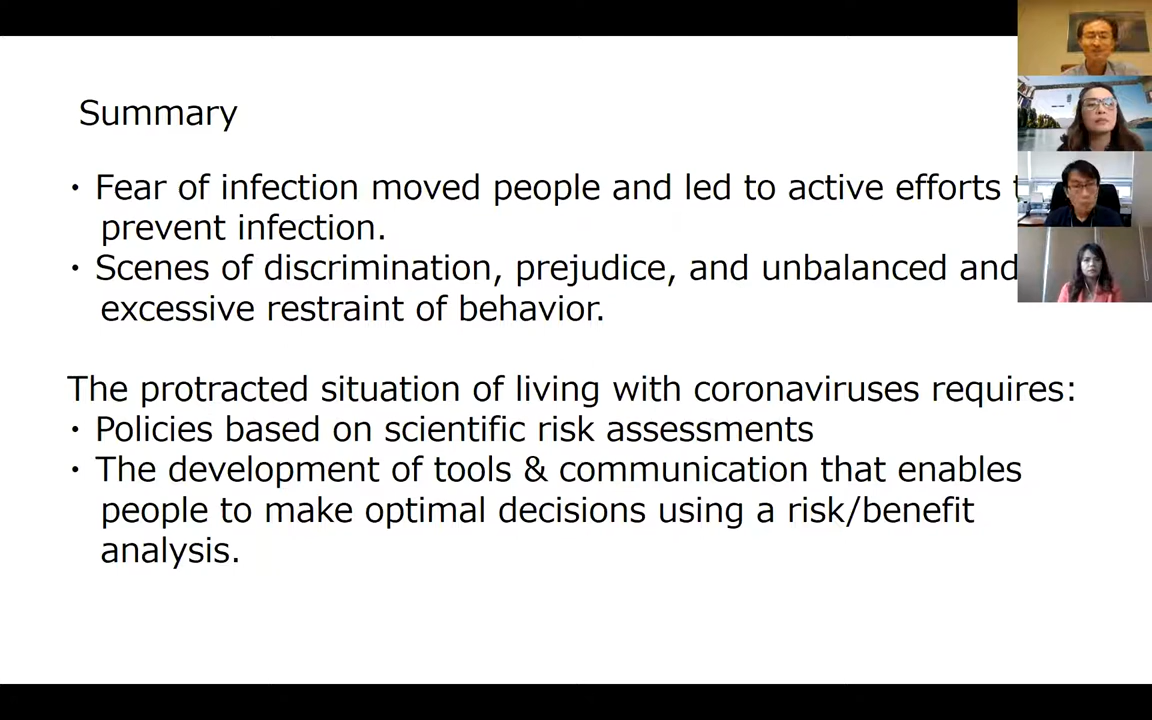 Summary
・Fear of infection moved people and led to active efforts
prevent infection.
・Scenes of discrimination, prejudice, and unbalanced and
excessive restraint of behavior.
The protracted situation of living with coronaviruses requires:
・Policies based on scientific risk assessments
・The development of tools & communication that enables
people to make optimal decisions using a risk/benefit
analysis.